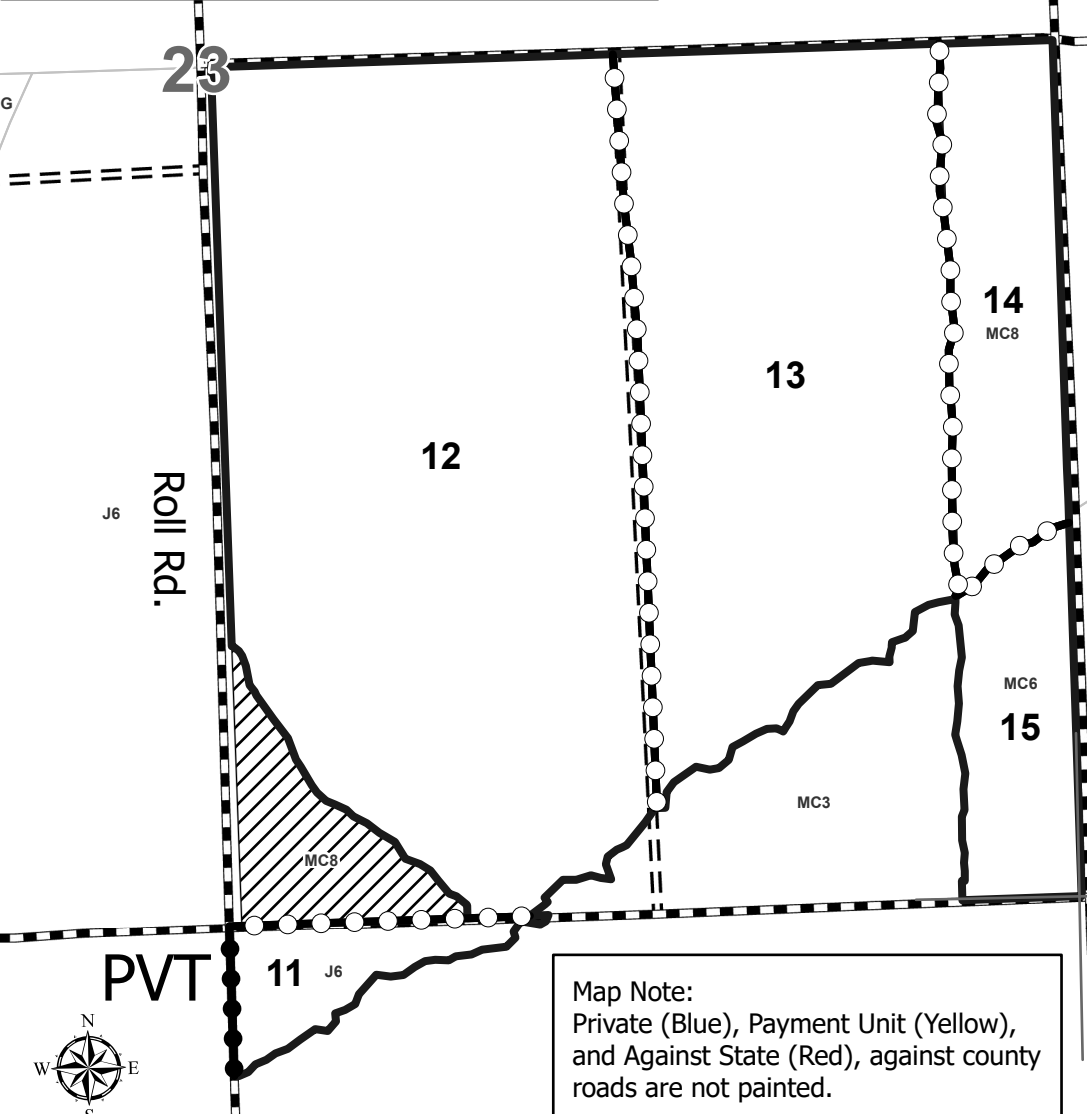 23
G
14
MC8
13
12
J6
Roll Rd.
MC6
15
MC3
MC8
PVT
11
J6
N
W
E
S
Map Note:
Private (Blue), Payment Unit (Yellow),
and Against State (Red), against county
roads are not painted.